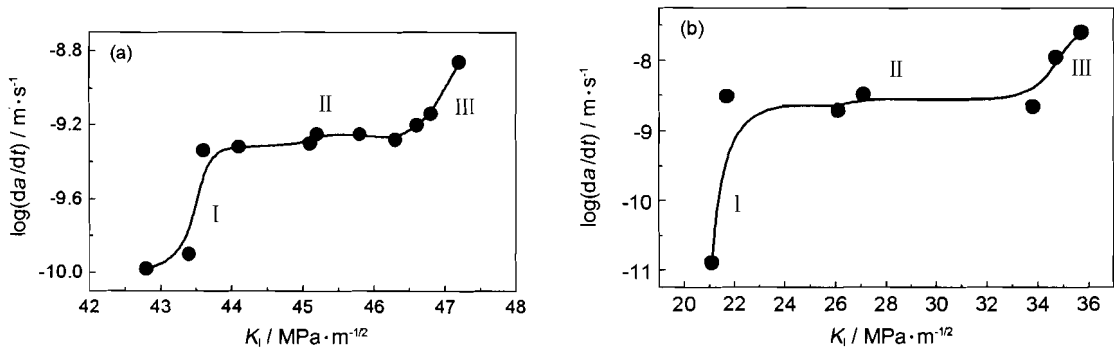 (a)
log(da/dt) / m·s⁻¹
-8.8
-9.2
-9.6
-10.0
I
II
III
42 43 44 45 46 47 48
K_I / MPa·m⁻¹/²
(b)
log(da/dt) / m·s⁻¹
-8
-9
-10
-11
I
II
III
20 22 24 26 28 30 32 34 36
K_I / MPa·m⁻¹/²